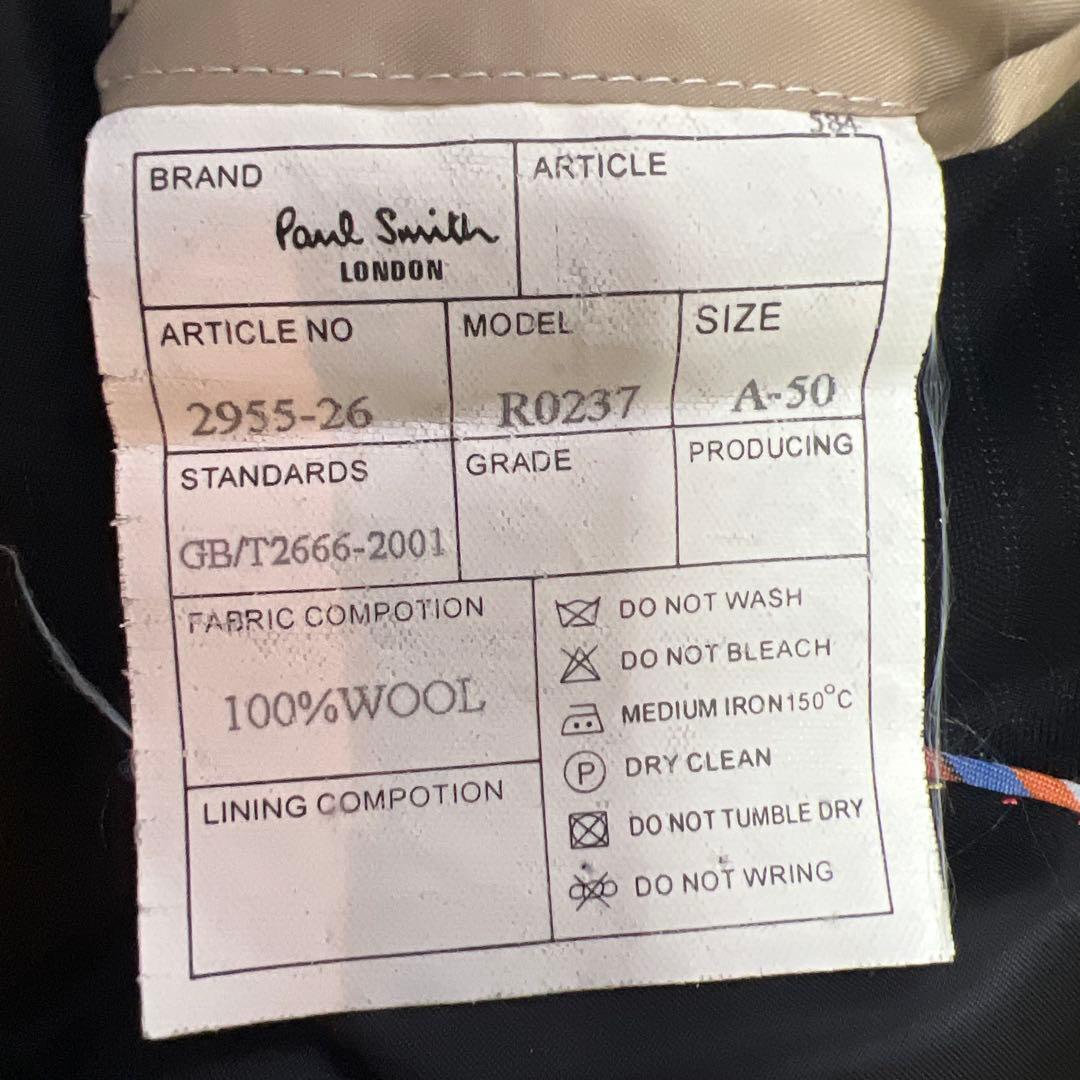 584
BRAND
Paul Smith
LONDON
ARTICLE
ARTICLE NO
2955-26
MODEL
R0237
SIZE
A-50
STANDARDS
GB/T2666-2001
GRADE
PRODUCING
FABRIC COMPOTION
100%WOOL
LINING COMPOTION
DO NOT WASH
DO NOT BLEACH
MEDIUM IRON150°C
P DRY CLEAN
DO NOT TUMBLE DRY
DO NOT WRING